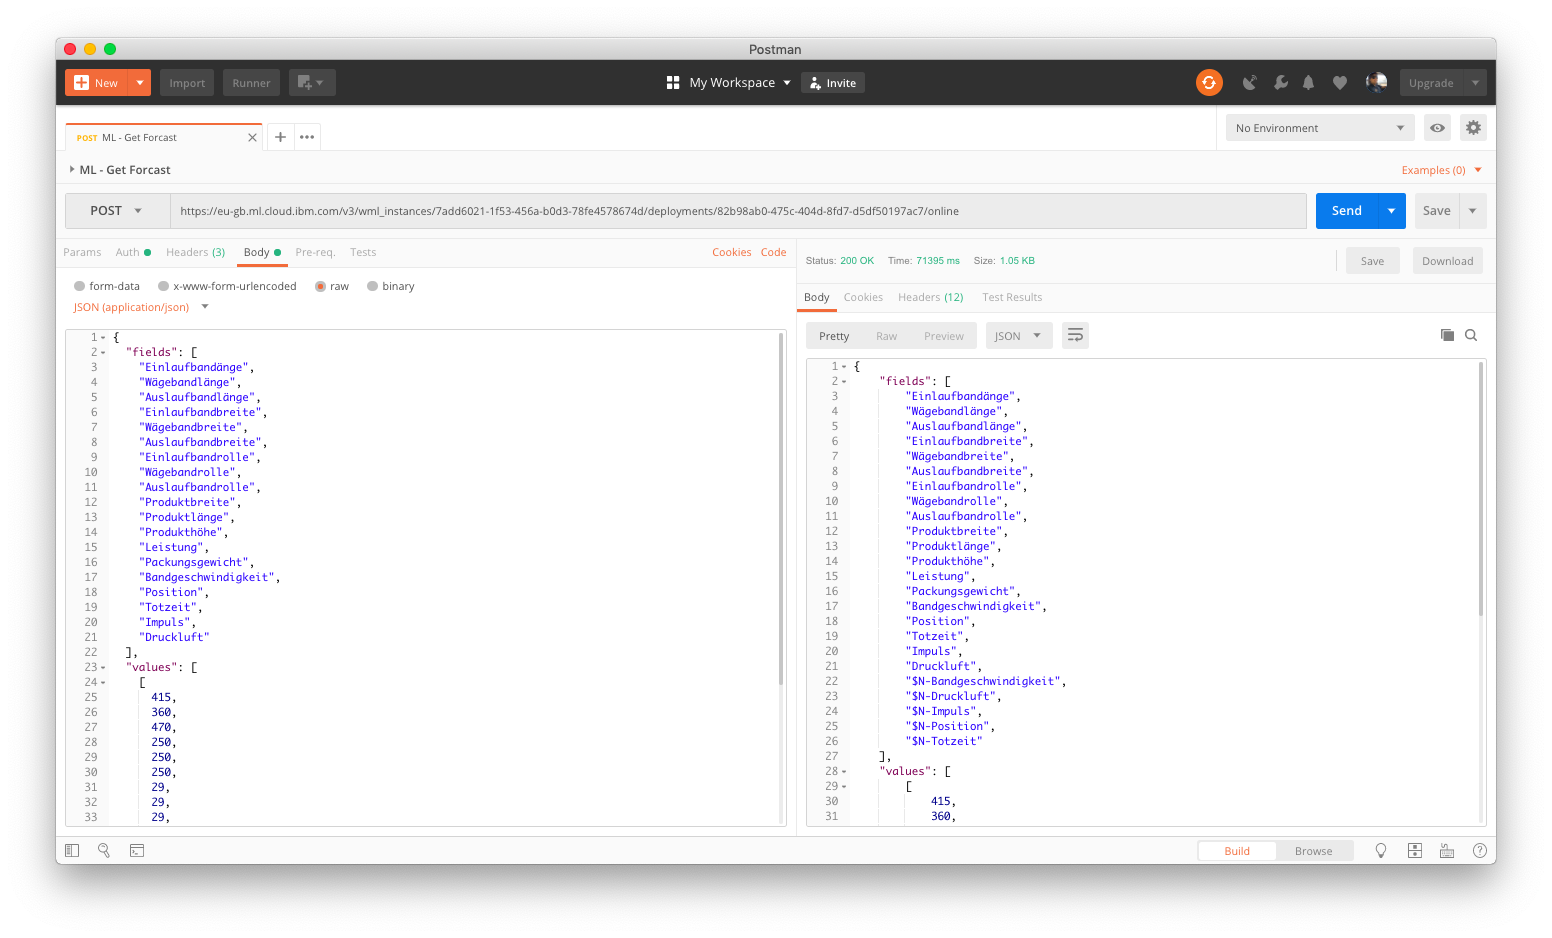 Postman
New
Import
Runner
My Workspace
Invite
Upgrade
POST ML - Get Forcast
No Environment
ML - Get Forcast
Examples (0)
POST
https://eu-gb.ml.cloud.ibm.com/v3/wml_instances/7add6021-1f53-456a-b0d3-78fe4578674d/deployments/82b98ab0-475c-404d-8fd7-d5df50197ac7/online
Send
Save
Params Auth Headers (3) Body Pre-req. Tests Cookies Code
form-data x-www-form-urlencoded raw binary
JSON (application/json)
1 {
2 "fields": [
3 "Einlaufbandänge",
4 "Wägebandlänge",
5 "Auslaufbandlänge",
6 "Einlaufbandbreite",
7 "Wägebandbreite",
8 "Auslaufbandbreite",
9 "Einlaufbandrolle",
10 "Wägebandrolle",
11 "Auslaufbandrolle",
12 "Produktbreite",
13 "Produktlänge",
14 "Produkthöhe",
15 "Leistung",
16 "Packungsgewicht",
17 "Bandgeschwindigkeit",
18 "Position",
19 "Totzeit",
20 "Impuls",
21 "Druckluft"
22 ],
23 "values": [
24 [
25 415,
26 360,
27 470,
28 250,
29 250,
30 250,
31 29,
32 29,
33 29,
Status: 200 OK Time: 71395 ms Size: 1.05 KB
Save
Download
Body Cookies Headers (12) Test Results
Pretty Raw Preview JSON
1 {
2 "fields": [
3 "Einlaufbandänge",
4 "Wägebandlänge",
5 "Auslaufbandlänge",
6 "Einlaufbandbreite",
7 "Wägebandbreite",
8 "Auslaufbandbreite",
9 "Einlaufbandrolle",
10 "Wägebandrolle",
11 "Auslaufbandrolle",
12 "Produktbreite",
13 "Produktlänge",
14 "Produkthöhe",
15 "Leistung",
16 "Packungsgewicht",
17 "Bandgeschwindigkeit",
18 "Position",
19 "Totzeit",
20 "Impuls",
21 "Druckluft",
22 "$N-Bandgeschwindigkeit",
23 "$N-Druckluft",
24 "$N-Impuls",
25 "$N-Position",
26 "$N-Totzeit"
27 ],
28 "values": [
29 [
30 415,
31 360,
Build
Browse